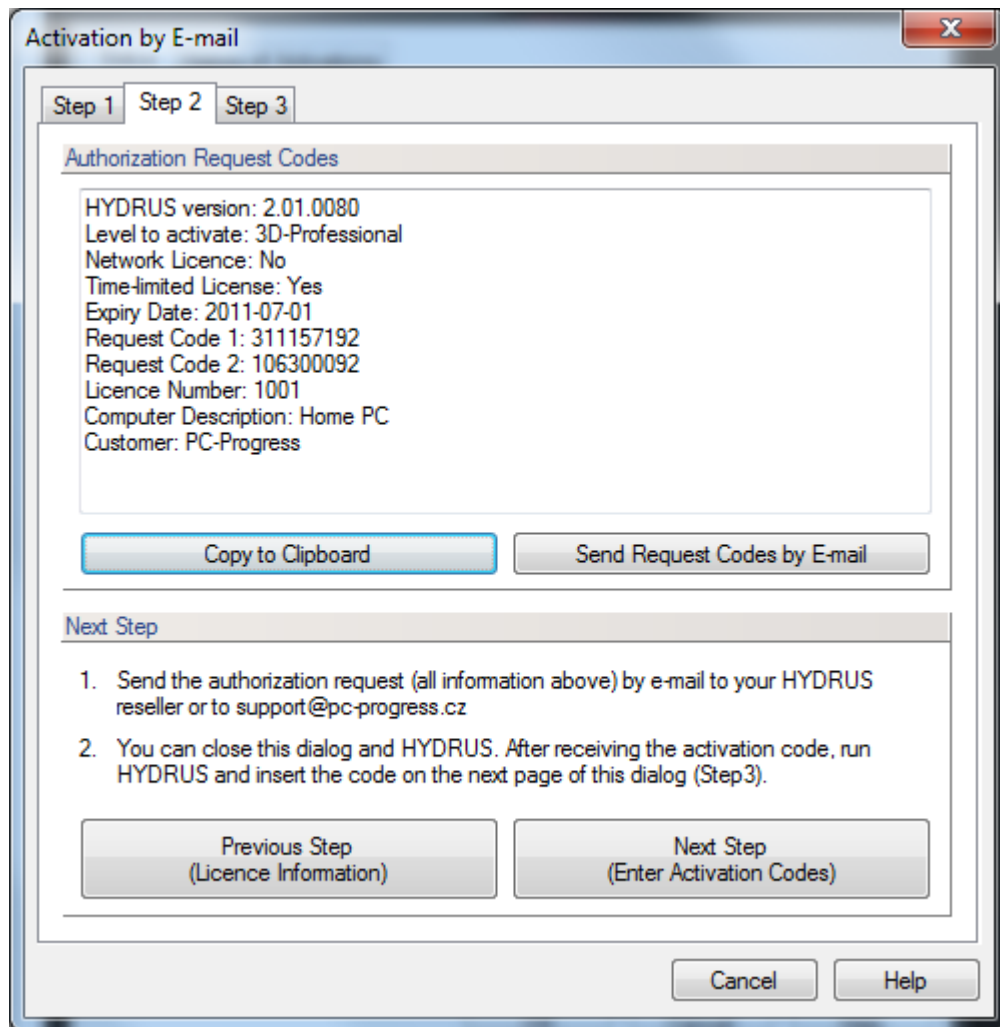 Activation by E-mail
Step 1 Step 2 Step 3
Authorization Request Codes
HYDRUS version: 2.01.0080
Level to activate: 3D-Professional
Network Licence: No
Time-limited License: Yes
Expiry Date: 2011-07-01
Request Code 1: 311157192
Request Code 2: 106300092
Licence Number: 1001
Computer Description: Home PC
Customer: PC-Progress
Copy to Clipboard Send Request Codes by E-mail
Next Step
1. Send the authorization request (all information above) by e-mail to your HYDRUS
reseller or to support@pc-progress.cz
2. You can close this dialog and HYDRUS. After receiving the activation code, run
HYDRUS and insert the code on the next page of this dialog (Step3).
Previous Step
(Licence Information)
Next Step
(Enter Activation Codes)
Cancel Help